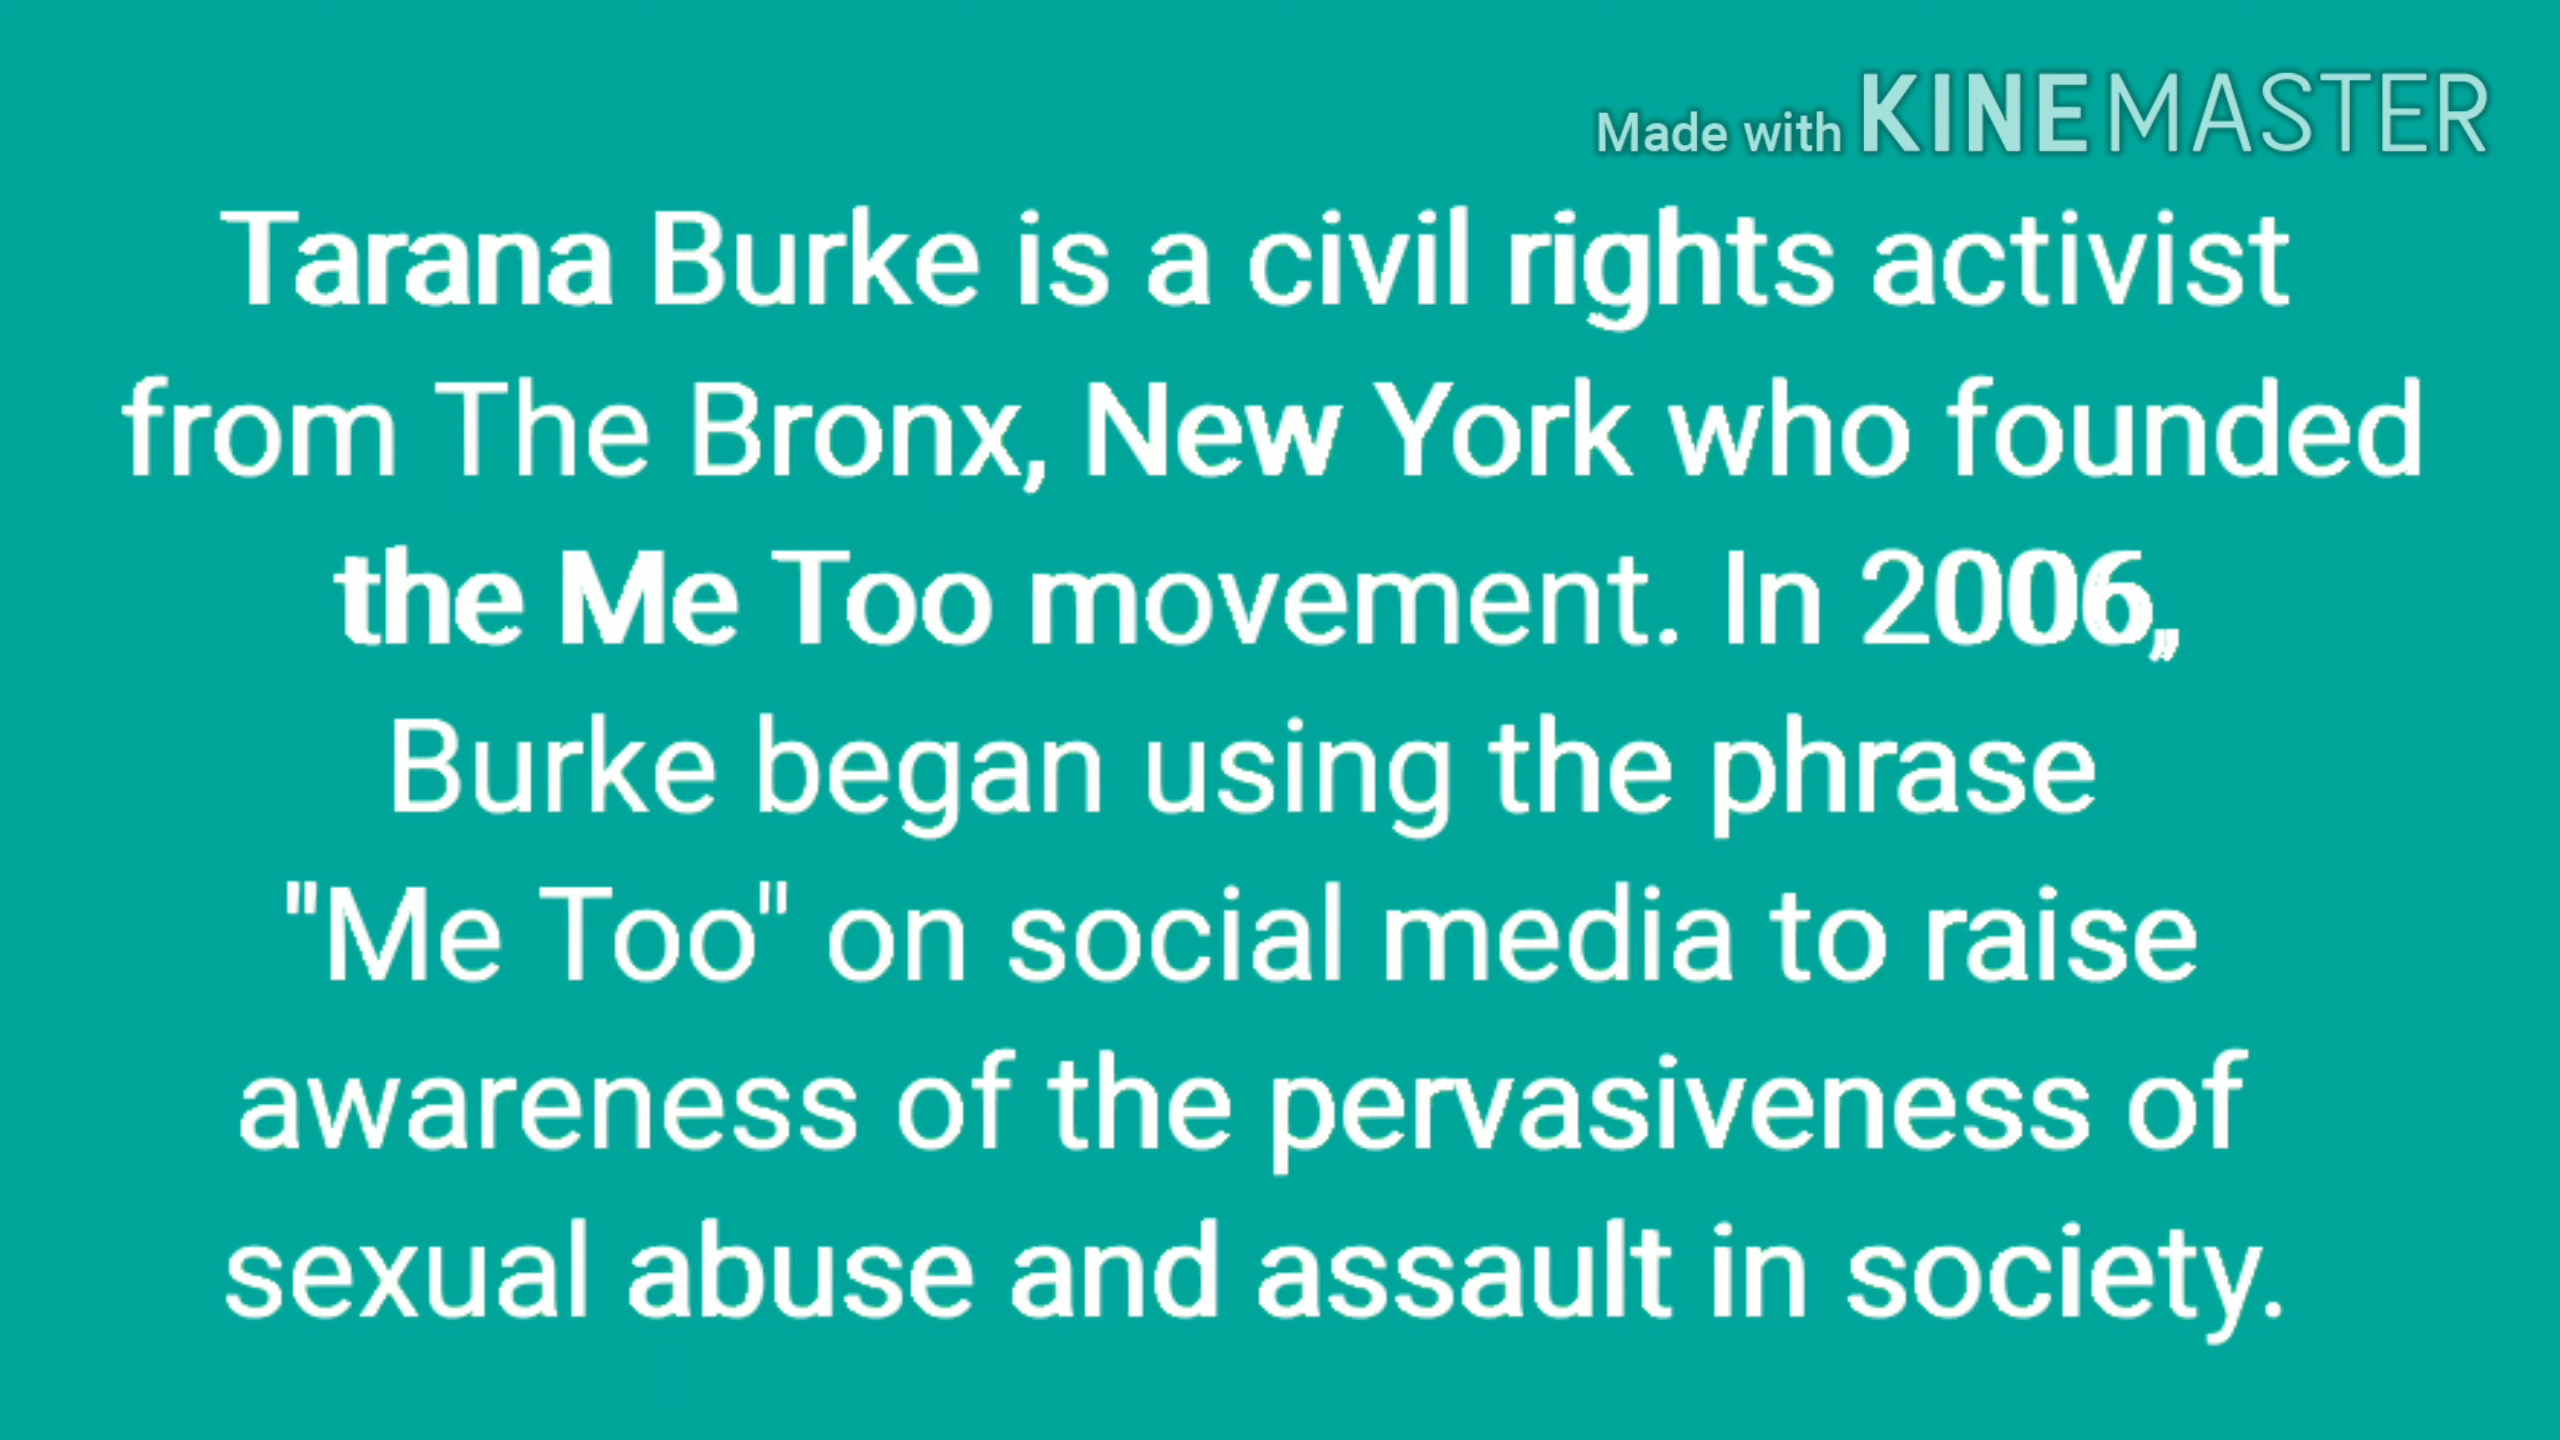 Made with KINEMASTER
Tarana Burke is a civil rights activist
from The Bronx, New York who founded
the Me Too movement. In 2006,,
Burke began using the phrase
"Me Too" on social media to raise
awareness of the pervasiveness of
sexual abuse and assault in society.